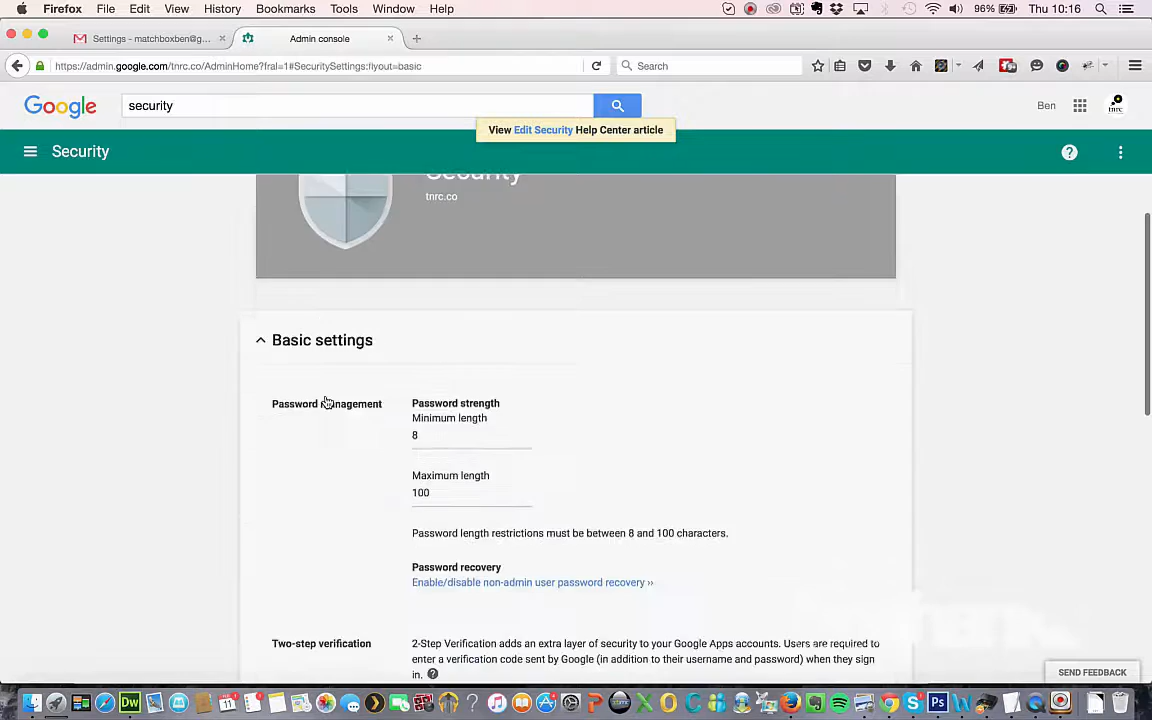 Firefox File Edit View History Bookmarks Tools Window Help 96% Thu 10:16
Settings - matchboxben@g... Admin console
https://admin.google.com/tnrc.co/AdminHome?fral=1#SecuritySettings:flyout=basic Search
Google security Ben tnrc
View Edit Security Help Center article
Security
Security
tnrc.co
Basic settings
Password management Password strength
Minimum length
8
Maximum length
100
Password length restrictions must be between 8 and 100 characters.
Password recovery
Enable/disable non-admin user password recovery ››
Two-step verification 2-Step Verification adds an extra layer of security to your Google Apps accounts. Users are required to
enter a verification code sent by Google (in addition to their username and password) when they sign
in.
SEND FEEDBACK